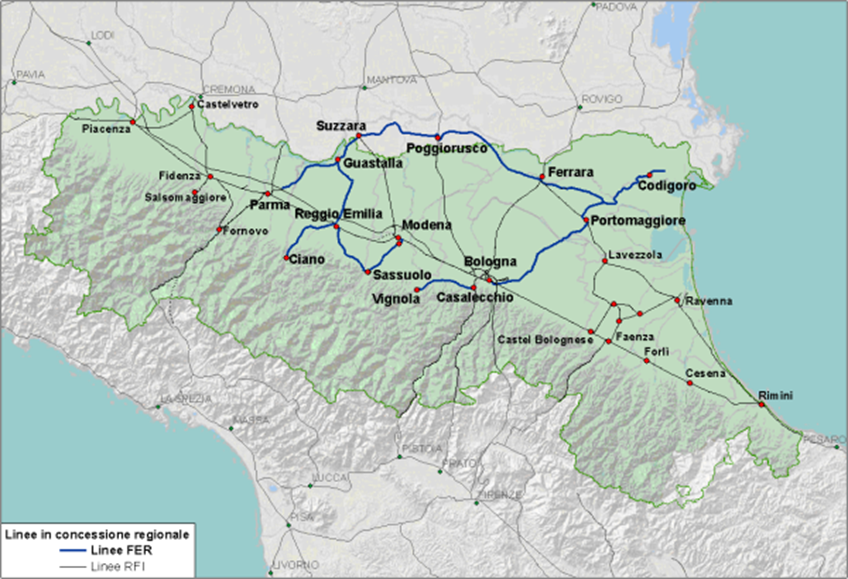 PADOVA
LODI
PAVIA
CREMONA
MANTOVA
Castelvetro
ROVIGO
Piacenza
Suzzara
Poggiorusco
Guastalla
Ferrara
Fidenza
Codigoro
Salsomaggiore
Parma
Reggio Emilia
Portomaggiore
Modena
Fornovo
Ciano
Bologna
Lavezzola
Sassuolo
Vignola
Casalecchio
Ravenna
Castel Bolognese
Faenza
Forlì
Cesena
Rimini
LA SPEZIA
MASSA
PESARO
PISTOIA
PRATO
LUCCA
FIRENZE
PISA
LIVORNO
Linee in concessione regionale
Linee FER
Linee RFI